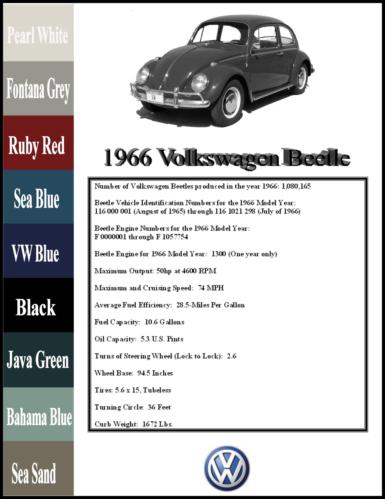 Pearl White
Fontana Grey
Ruby Red
Sea Blue
VW Blue
Black
Java Green
Bahama Blue
Sea Sand
1966 Volkswagen Beetle
Number of Volkswagen Beetles produced in the year 1966: 1,080,165
Beetle Vehicle Identification Numbers for the 1966 Model Year:
116 000 001 (August of 1965) through 116 1021 298 (July of 1966)
Beetle Engine Numbers for the 1966 Model Year:
F 0000001 through F 1057754
Beetle Engine for 1966 Model Year: 1300 (One year only)
Maximum Output: 50hp at 4600 RPM
Maximum and Cruising Speed: 74 MPH
Average Fuel Efficiency: 28.5-Miles Per Gallon
Fuel Capacity: 10.6 Gallons
Oil Capacity: 5.3 U.S. Pints
Turns of Steering Wheel (Lock to Lock): 2.6
Wheel Base: 94.5 Inches
Tires: 5.6 x 15, Tubeless
Turning Circle: 36 Feet
Curb Weight: 1672 Lbs.
VW